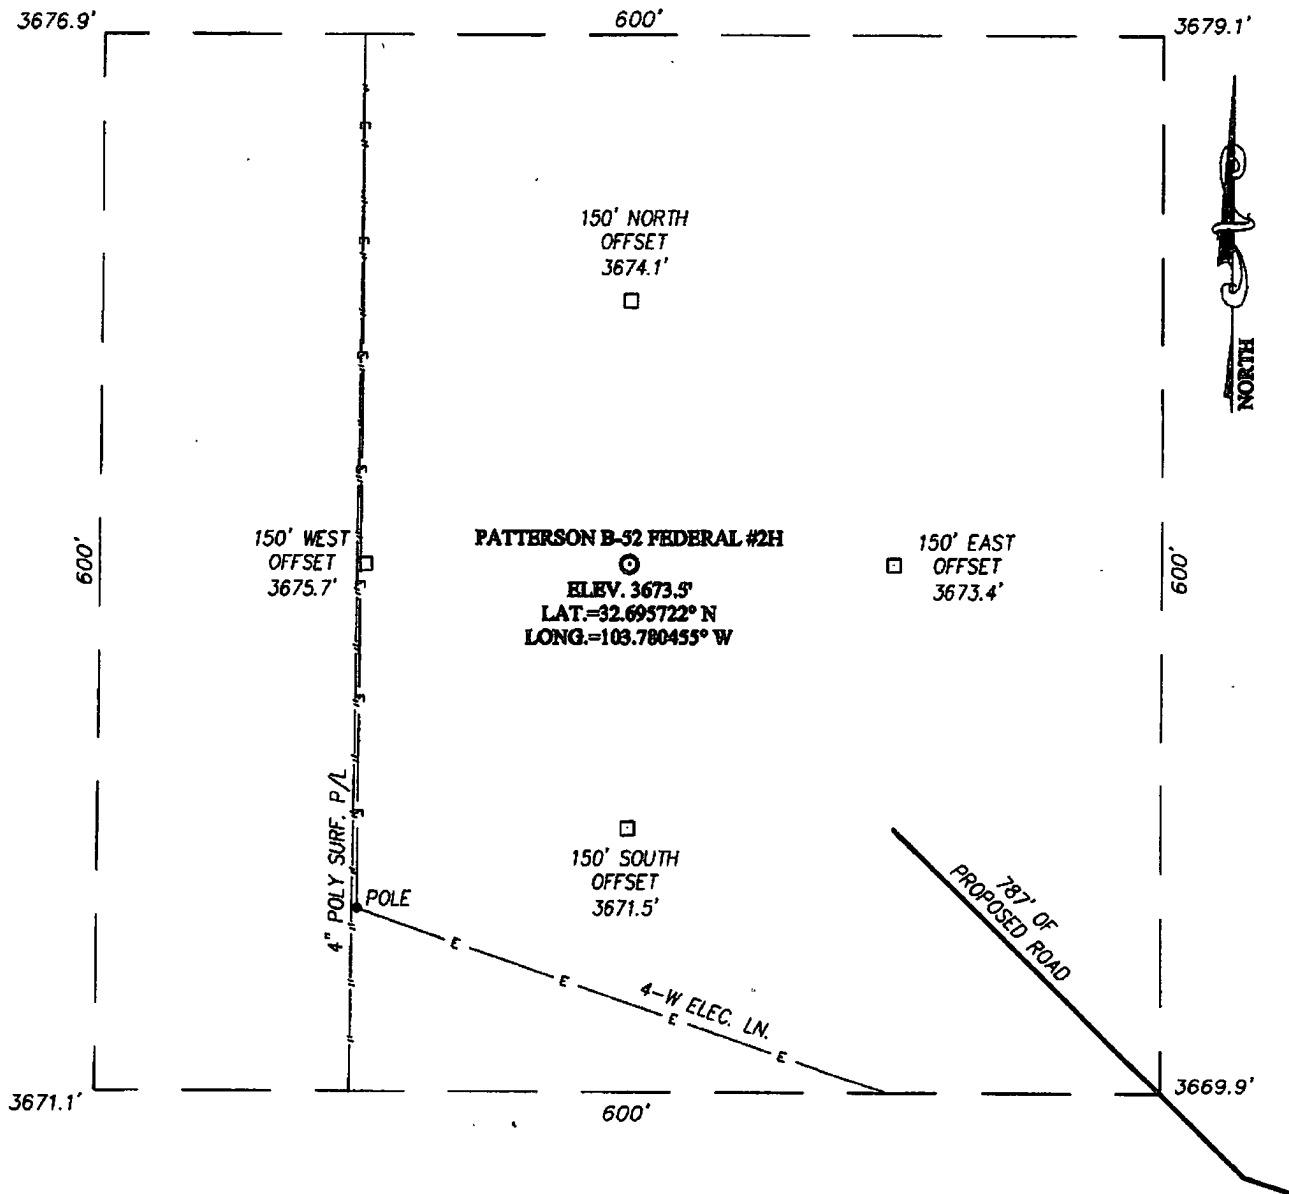 3676.9'
600'
3679.1'
150' NORTH
OFFSET
3674.1'
NORTH
600'
150' WEST
OFFSET
3675.7'
PATTERSON B-52 FEDERAL #2H
ELEV. 3673.5'
LAT.=32.695722° N
LONG.=103.780455° W
150' EAST
OFFSET
3673.4'
600'
4" POLY SURF. P/L
POLE
150' SOUTH
OFFSET
3671.5'
787' OF
PROPOSED ROAD
E
E
4-W ELEC. LN.
E
E
3671.1'
600'
3669.9'